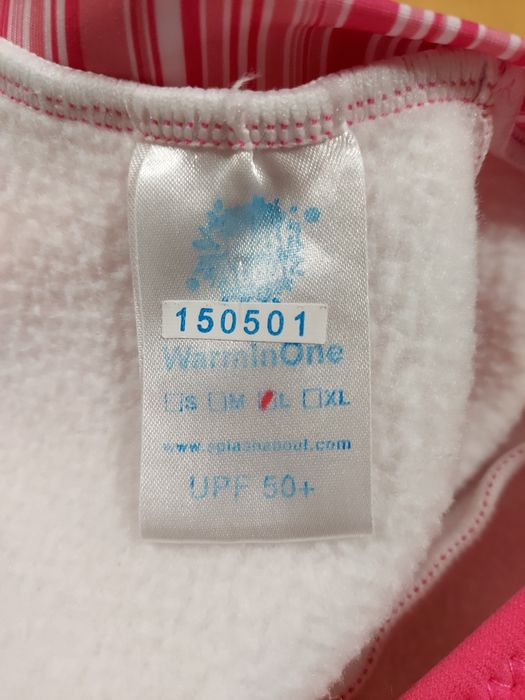 150501
WarmInOne
S M L XL
www.splashabout.com
UPF 50+